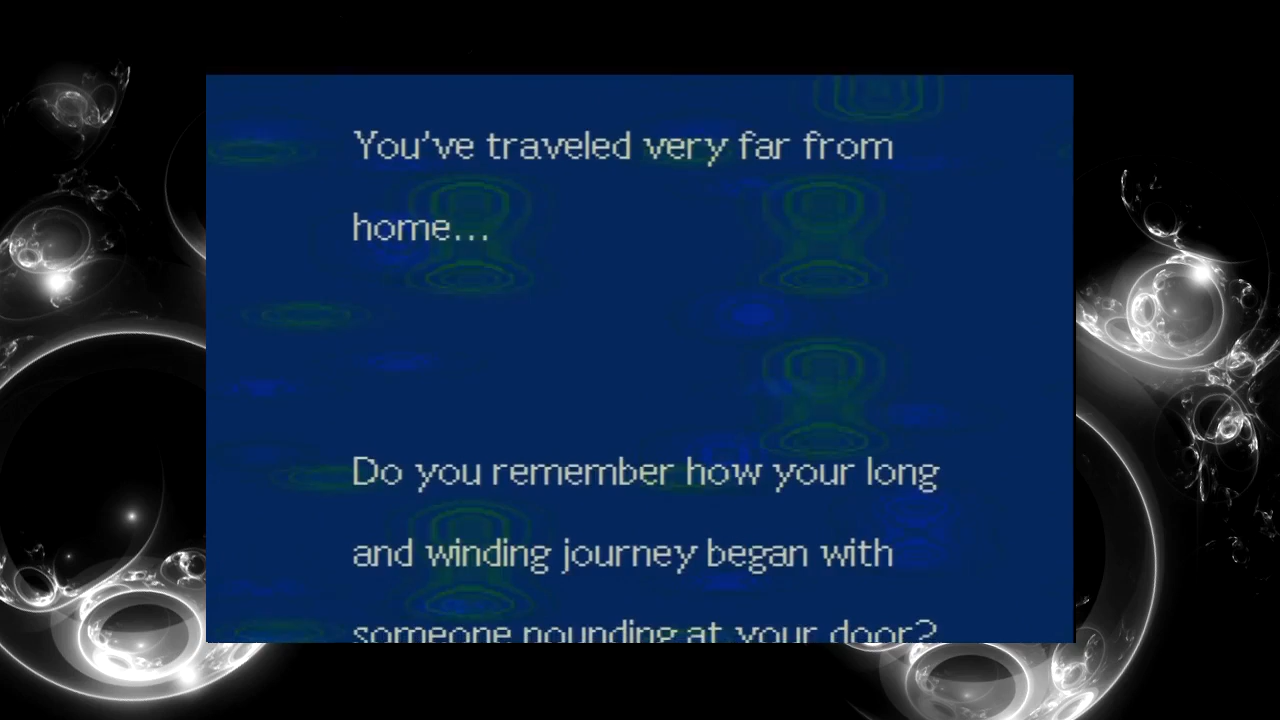 You've traveled very far from
home...
Do you remember how your long
and winding journey began with
someone pounding at your door?